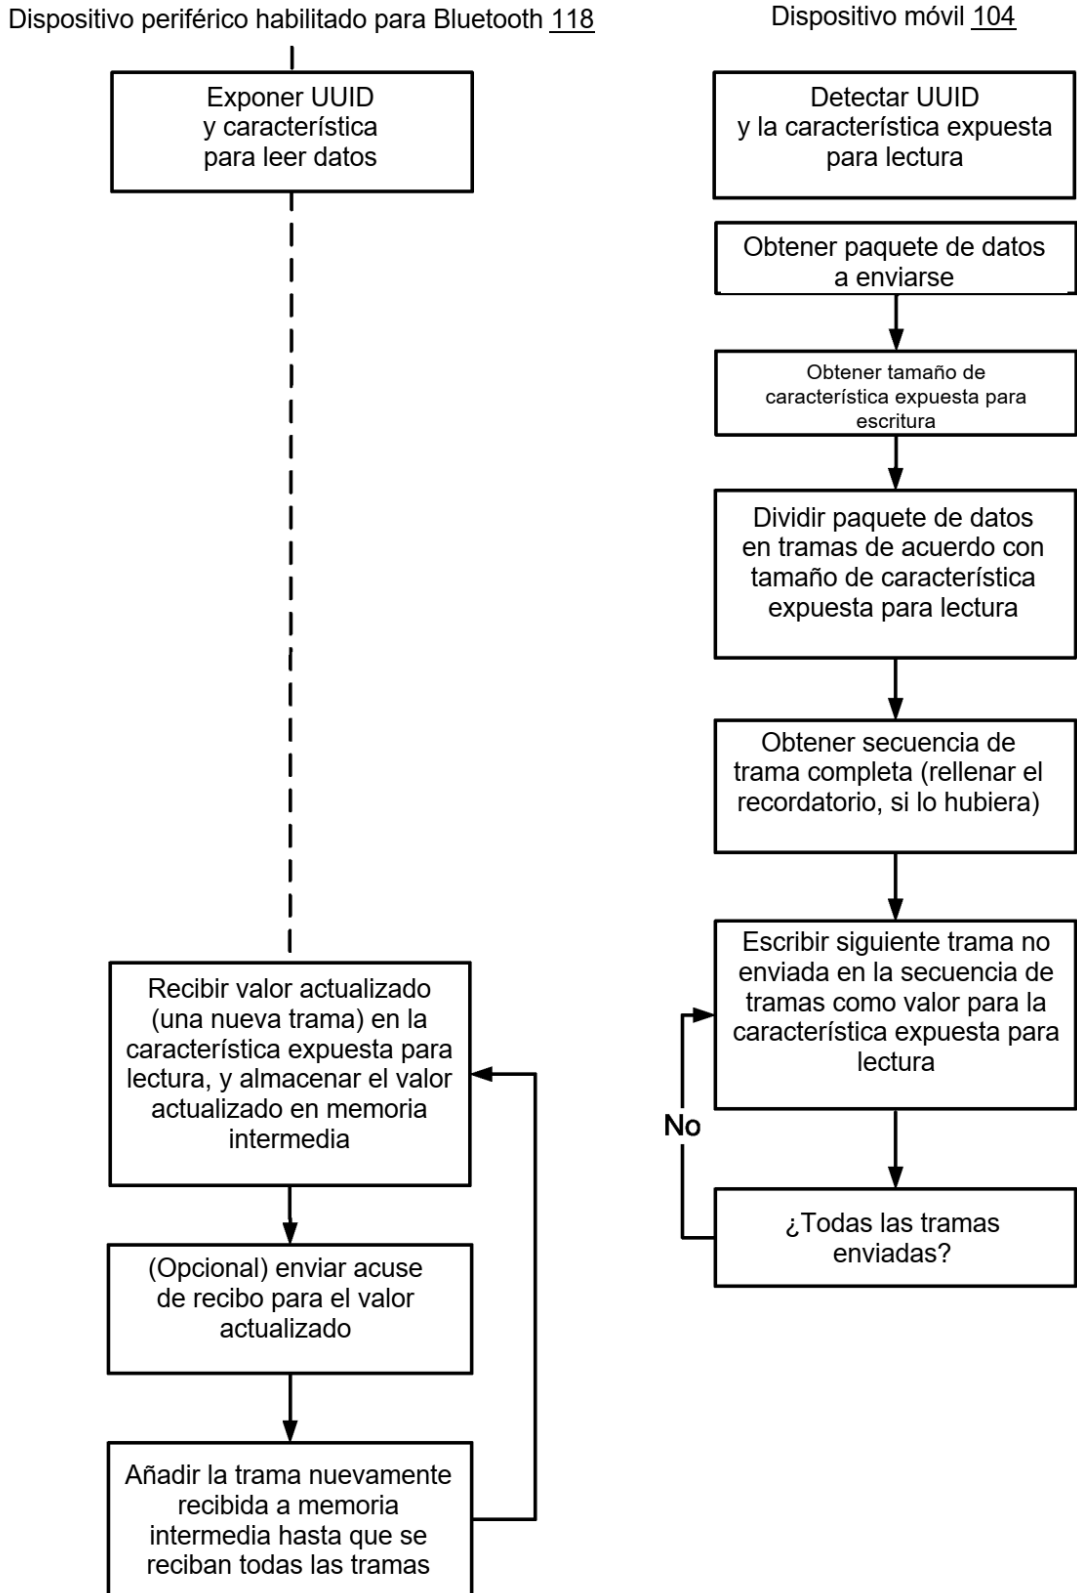 Dispositivo periférico habilitado para Bluetooth 118
Exponer UUID
y característica
para leer datos
Recibir valor actualizado
(una nueva trama) en la
característica expuesta para
lectura, y almacenar el valor
actualizado en memoria
intermedia
(Opcional) enviar acuse
de recibo para el valor
actualizado
Añadir la trama nuevamente
recibida a memoria
intermedia hasta que se
reciban todas las tramas
Dispositivo móvil 104
Detectar UUID
y la característica expuesta
para lectura
Obtener paquete de datos
a enviarse
Obtener tamaño de
característica expuesta para
escritura
Dividir paquete de datos
en tramas de acuerdo con
tamaño de característica
expuesta para lectura
Obtener secuencia de
trama completa (rellenar el
recordatorio, si lo hubiera)
Escribir siguiente trama no
enviada en la secuencia de
tramas como valor para la
característica expuesta para
lectura
No
¿Todas las tramas
enviadas?